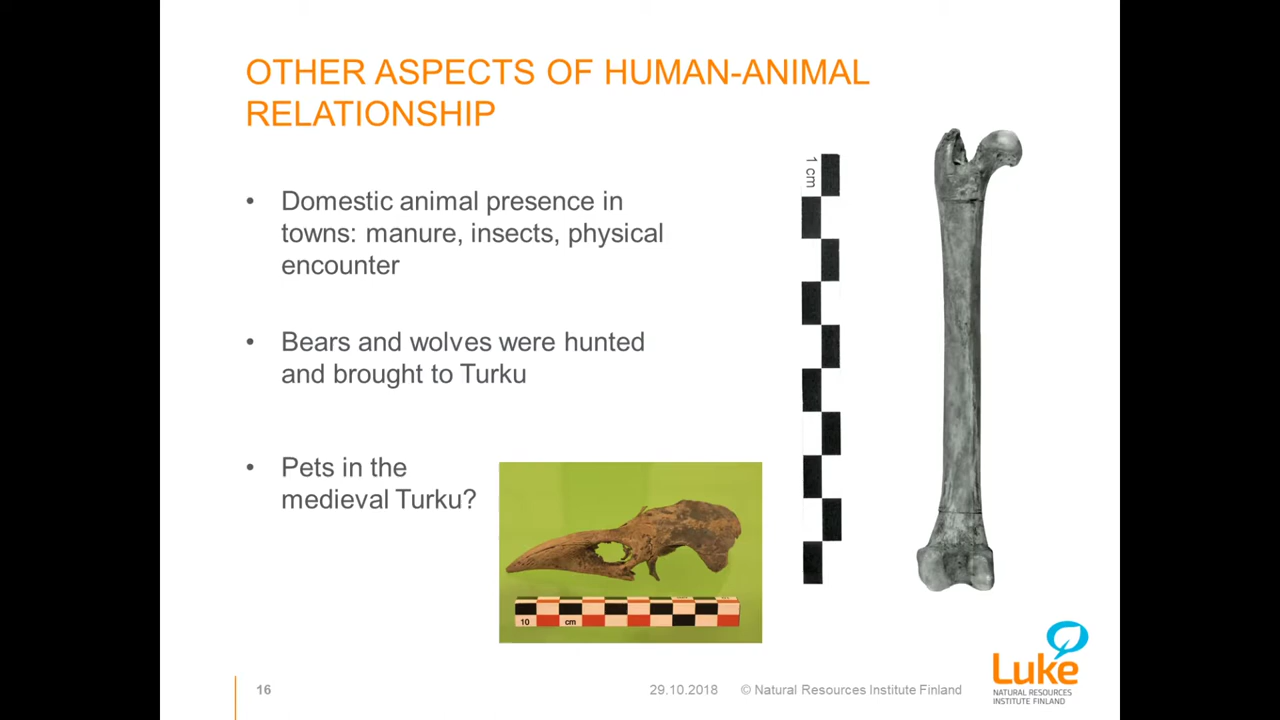 OTHER ASPECTS OF HUMAN-ANIMAL
RELATIONSHIP
• Domestic animal presence in
towns: manure, insects, physical
encounter
• Bears and wolves were hunted
and brought to Turku
• Pets in the
medieval Turku?
1 cm
10 cm
16
29.10.2018
© Natural Resources Institute Finland
Luke
NATURAL RESOURCES
INSTITUTE FINLAND